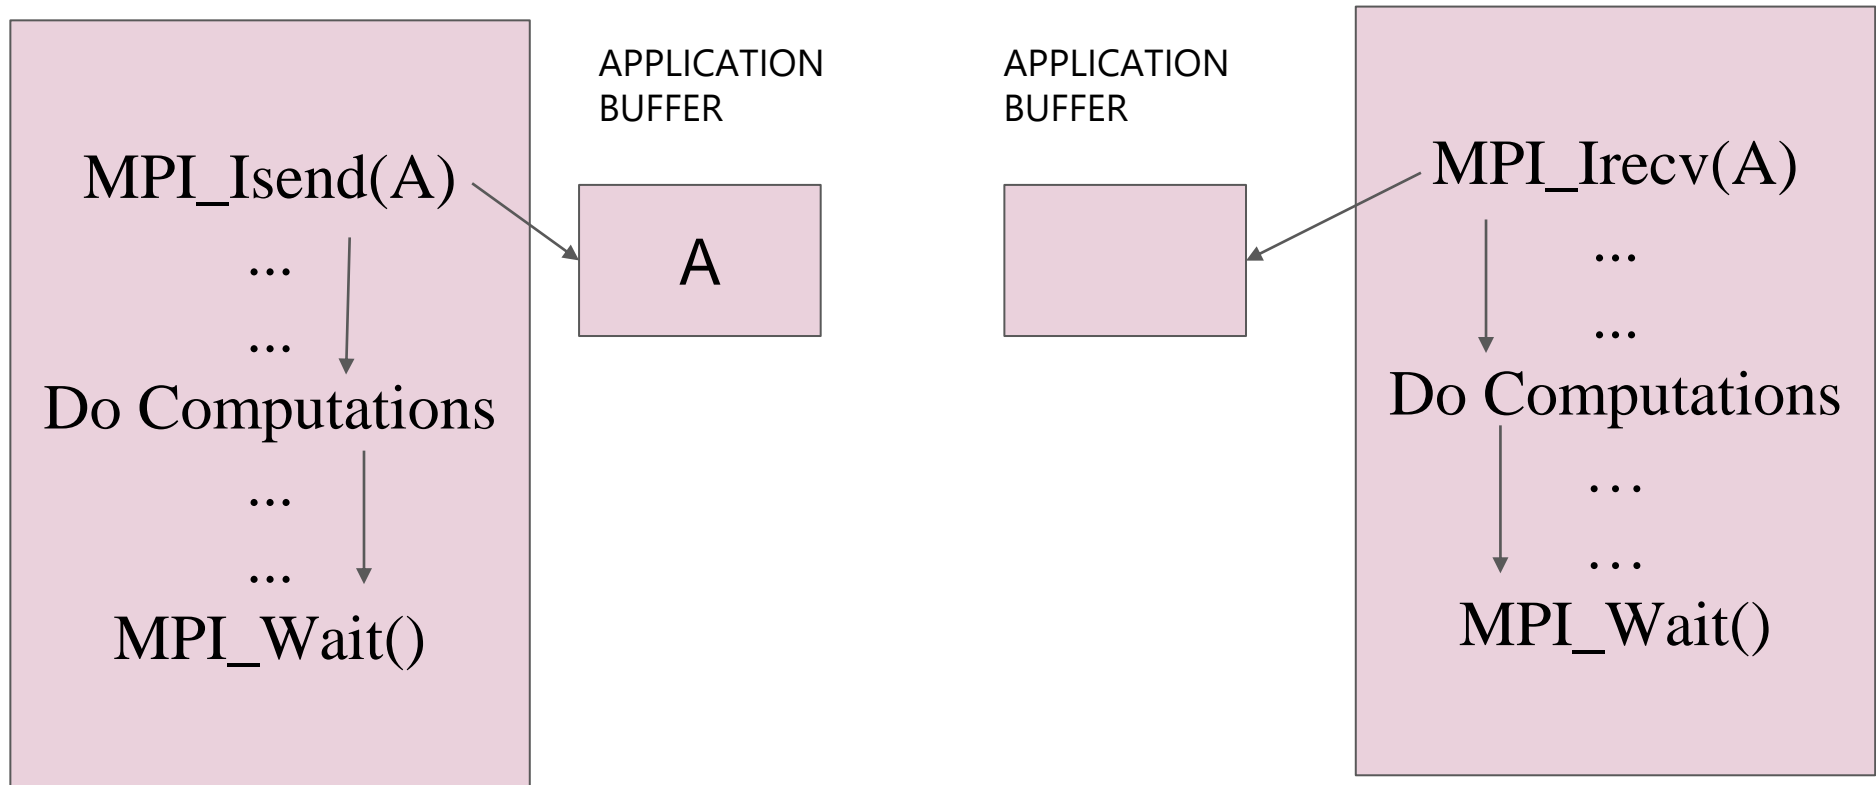 MPI_Isend(A)
...
...
Do Computations
...
...
MPI_Wait()
APPLICATION
BUFFER
A
APPLICATION
BUFFER
MPI_Irecv(A)
...
...
Do Computations
...
...
MPI_Wait()